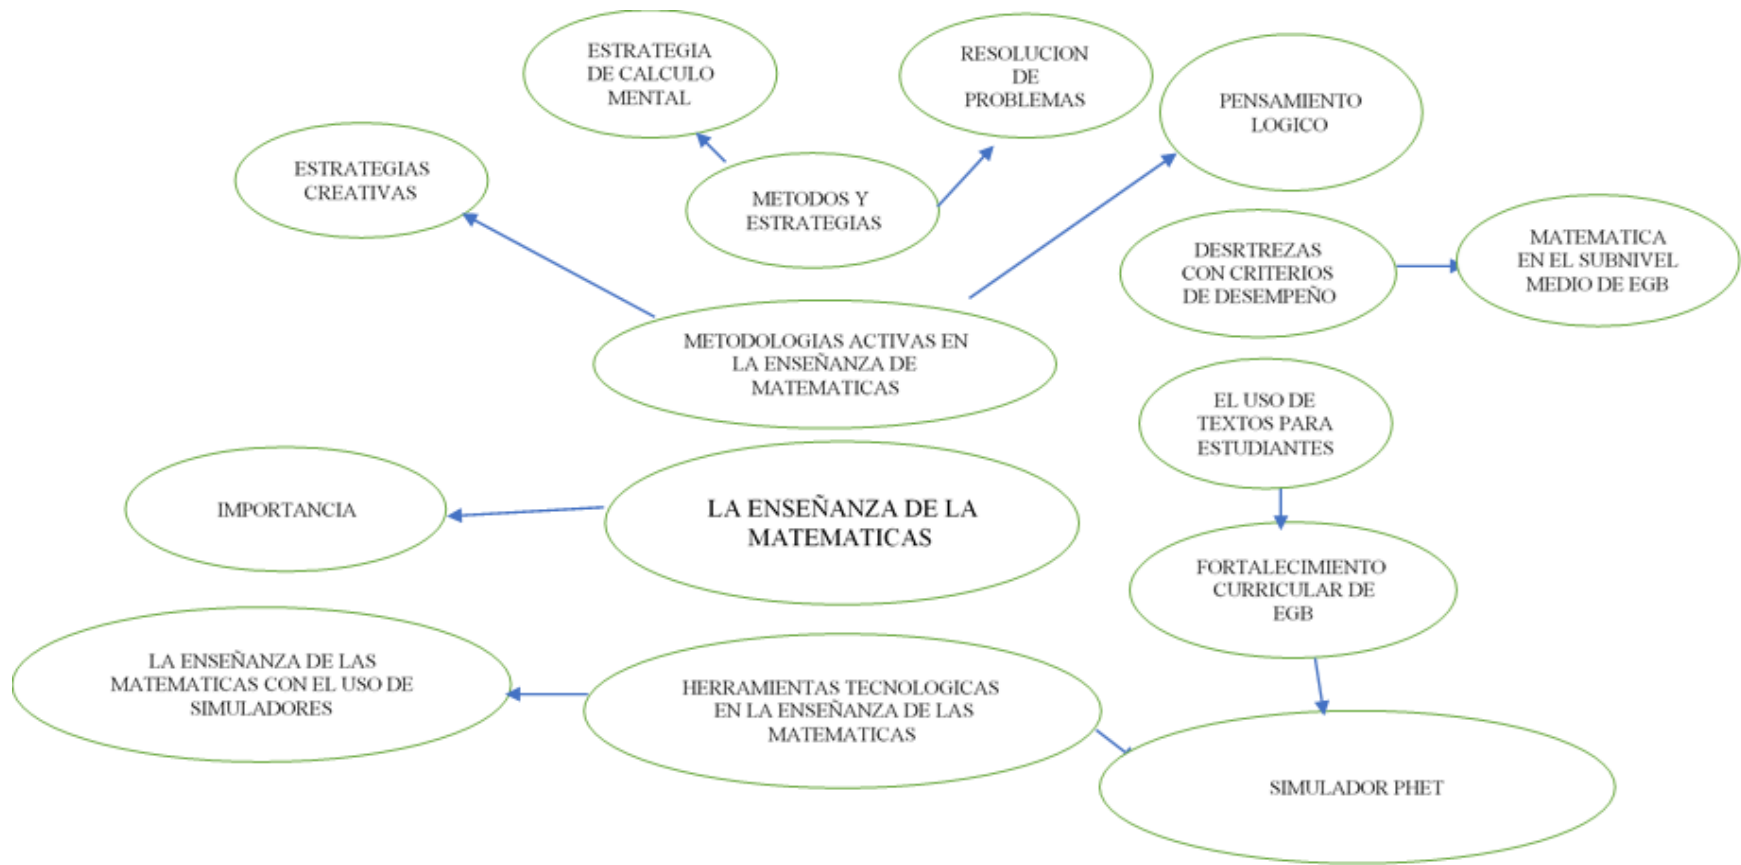 ESTRATEGIA
DE CALCULO
MENTAL
RESOLUCION
DE
PROBLEMAS
PENSAMIENTO
LOGICO
ESTRATEGIAS
CREATIVAS
METODOS Y
ESTRATEGIAS
DESRTREZAS
CON CRITERIOS
DE DESEMPEÑO
MATEMATICA
EN EL SUBNIVEL
MEDIO DE EGB
METODOLOGIAS ACTIVAS EN
LA ENSEÑANZA DE
MATEMATICAS
EL USO DE
TEXTOS PARA
ESTUDIANTES
IMPORTANCIA
LA ENSEÑANZA DE LA
MATEMATICAS
FORTALECIMIENTO
CURRICULAR DE
EGB
LA ENSEÑANZA DE LAS
MATEMATICAS CON EL USO DE
SIMULADORES
HERRAMIENTAS TECNOLOGICAS
EN LA ENSEÑANZA DE LAS
MATEMATICAS
SIMULADOR PHET